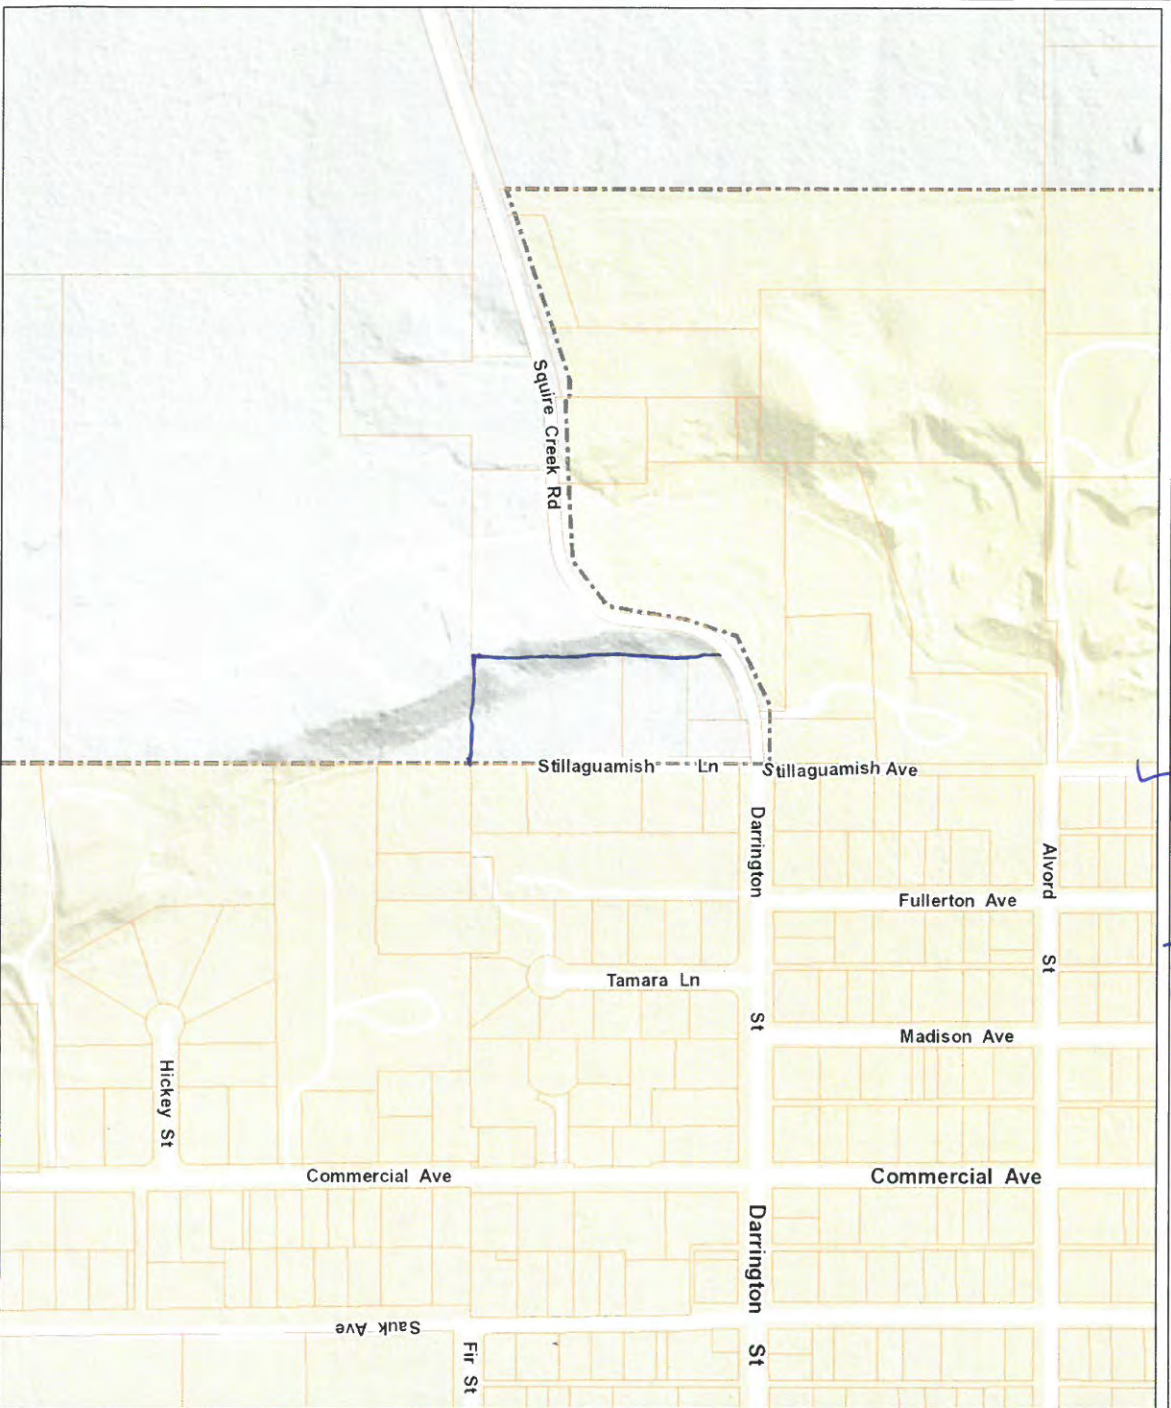 Squire Creek Rd
Stillaguamish Ln
Stillaguamish Ave
Darrington St
Alvord St
Fullerton Ave
Tamara Ln
Madison Ave
Hickey St
Commercial Ave
Commercial Ave
Darrington St
Sauk Ave
Fir St